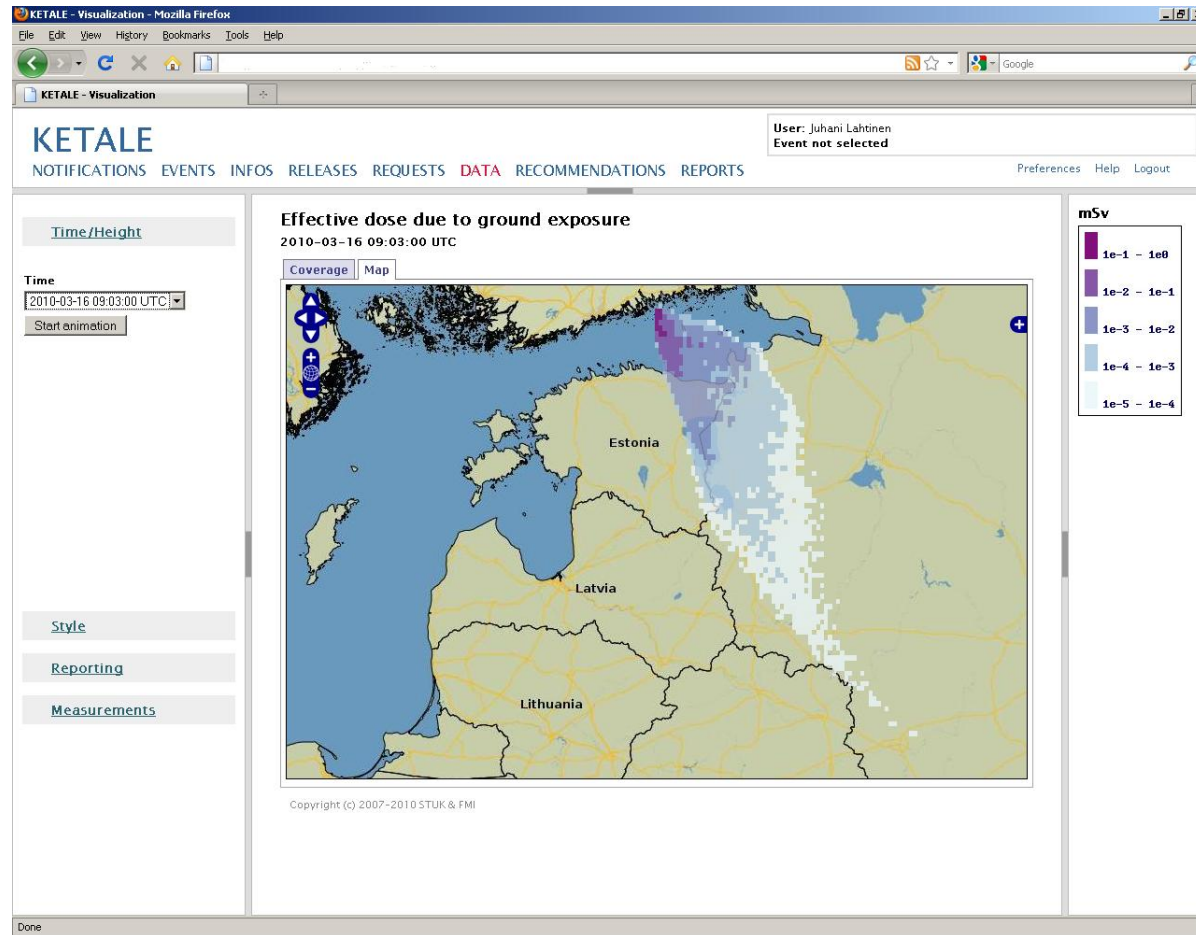 KETALE - Visualization - Mozilla Firefox
File Edit View History Bookmarks Tools Help
Google
KETALE - Visualization
KETALE
User: Juhani Lahtinen
Event not selected
NOTIFICATIONS EVENTS INFOS RELEASES REQUESTS DATA RECOMMENDATIONS REPORTS
Preferences Help Logout
Time/Height
Time
2010-03-16 09:03:00 UTC
Start animation
Style
Reporting
Measurements
Effective dose due to ground exposure
2010-03-16 09:03:00 UTC
Coverage Map
Estonia
Latvia
Lithuania
Copyright (c) 2007-2010 STUK & FMI
mSv
1e-1 - 1e0
1e-2 - 1e-1
1e-3 - 1e-2
1e-4 - 1e-3
1e-5 - 1e-4
Done